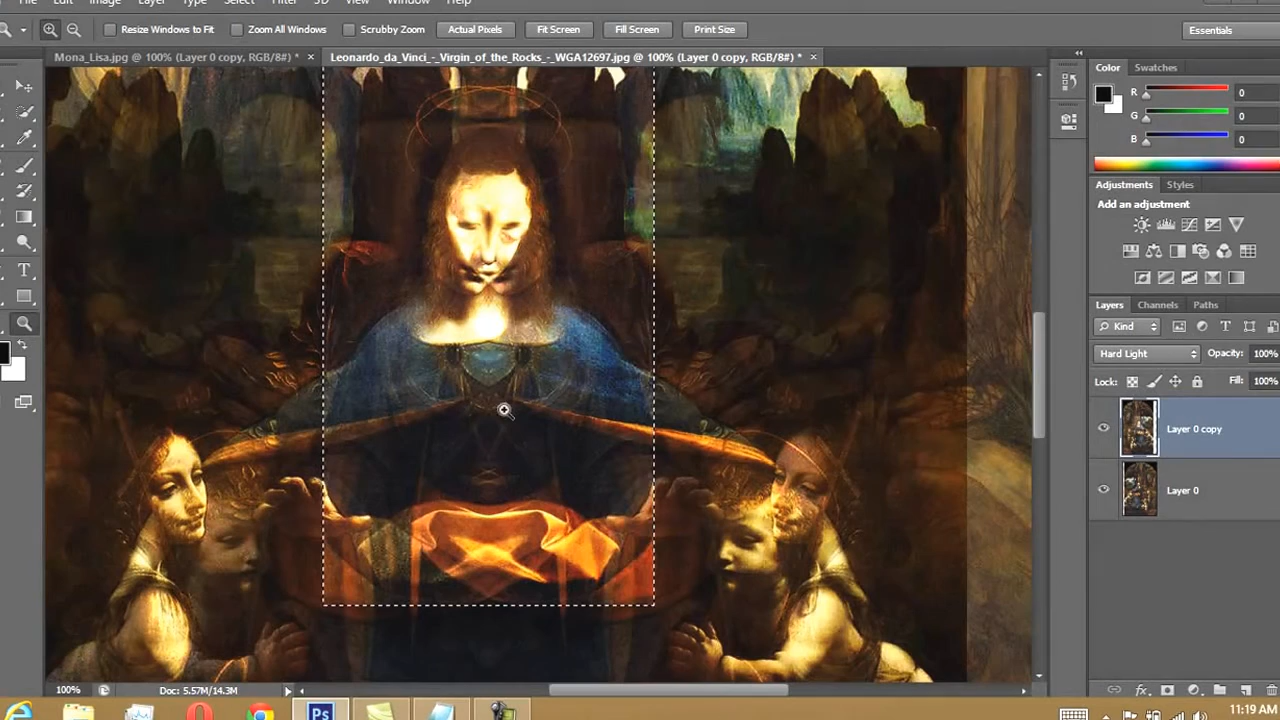 File Edit Image Layer Type Select Filter 3D View Window Help
Resize Windows to Fit Zoom All Windows Scrubby Zoom Actual Pixels Fit Screen Fill Screen Print Size Essentials
Mona_Lisa.jpg @ 100% (Layer 0 copy, RGB/8#) * × Leonardo_da_Vinci_-_Virgin_of_the_Rocks_-_WGA12697.jpg @ 100% (Layer 0 copy, RGB/8#) * ×
Color Swatches
R 0
G 0
B 0
Adjustments Styles
Add an adjustment
Layers Channels Paths
Kind
Hard Light Opacity: 100%
Lock: Fill: 100%
Layer 0 copy
Layer 0
100% Doc: 5.57M/14.3M
Ps
11:19 AM